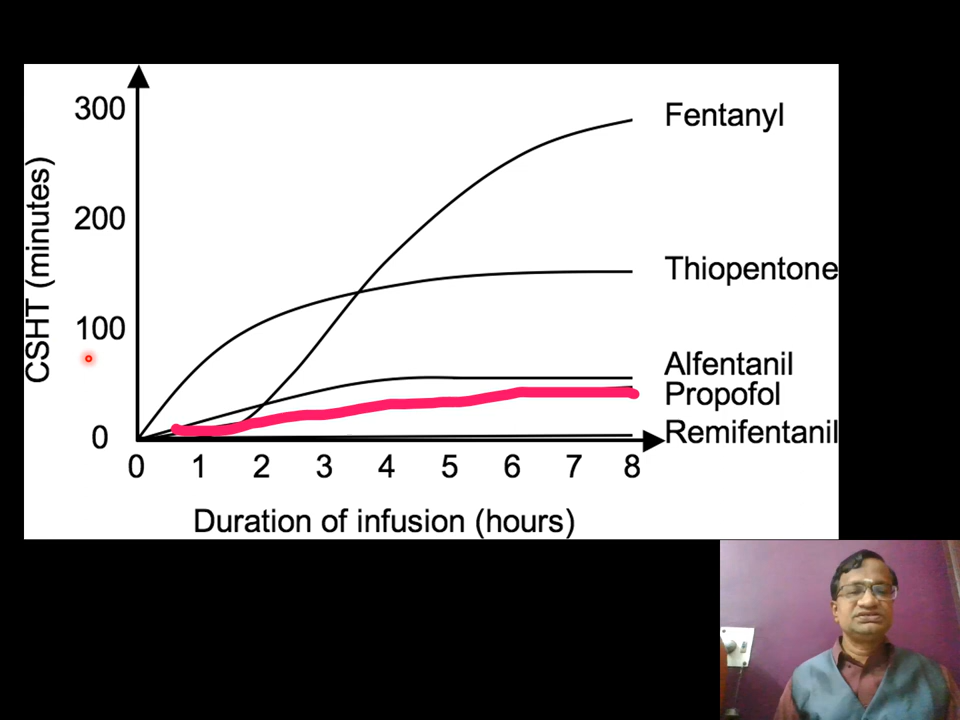 300
200
100
0
CSHT (minutes)
Fentanyl
Thiopentone
Alfentanil
Propofol
Remifentanil
0 1 2 3 4 5 6 7 8
Duration of infusion (hours)